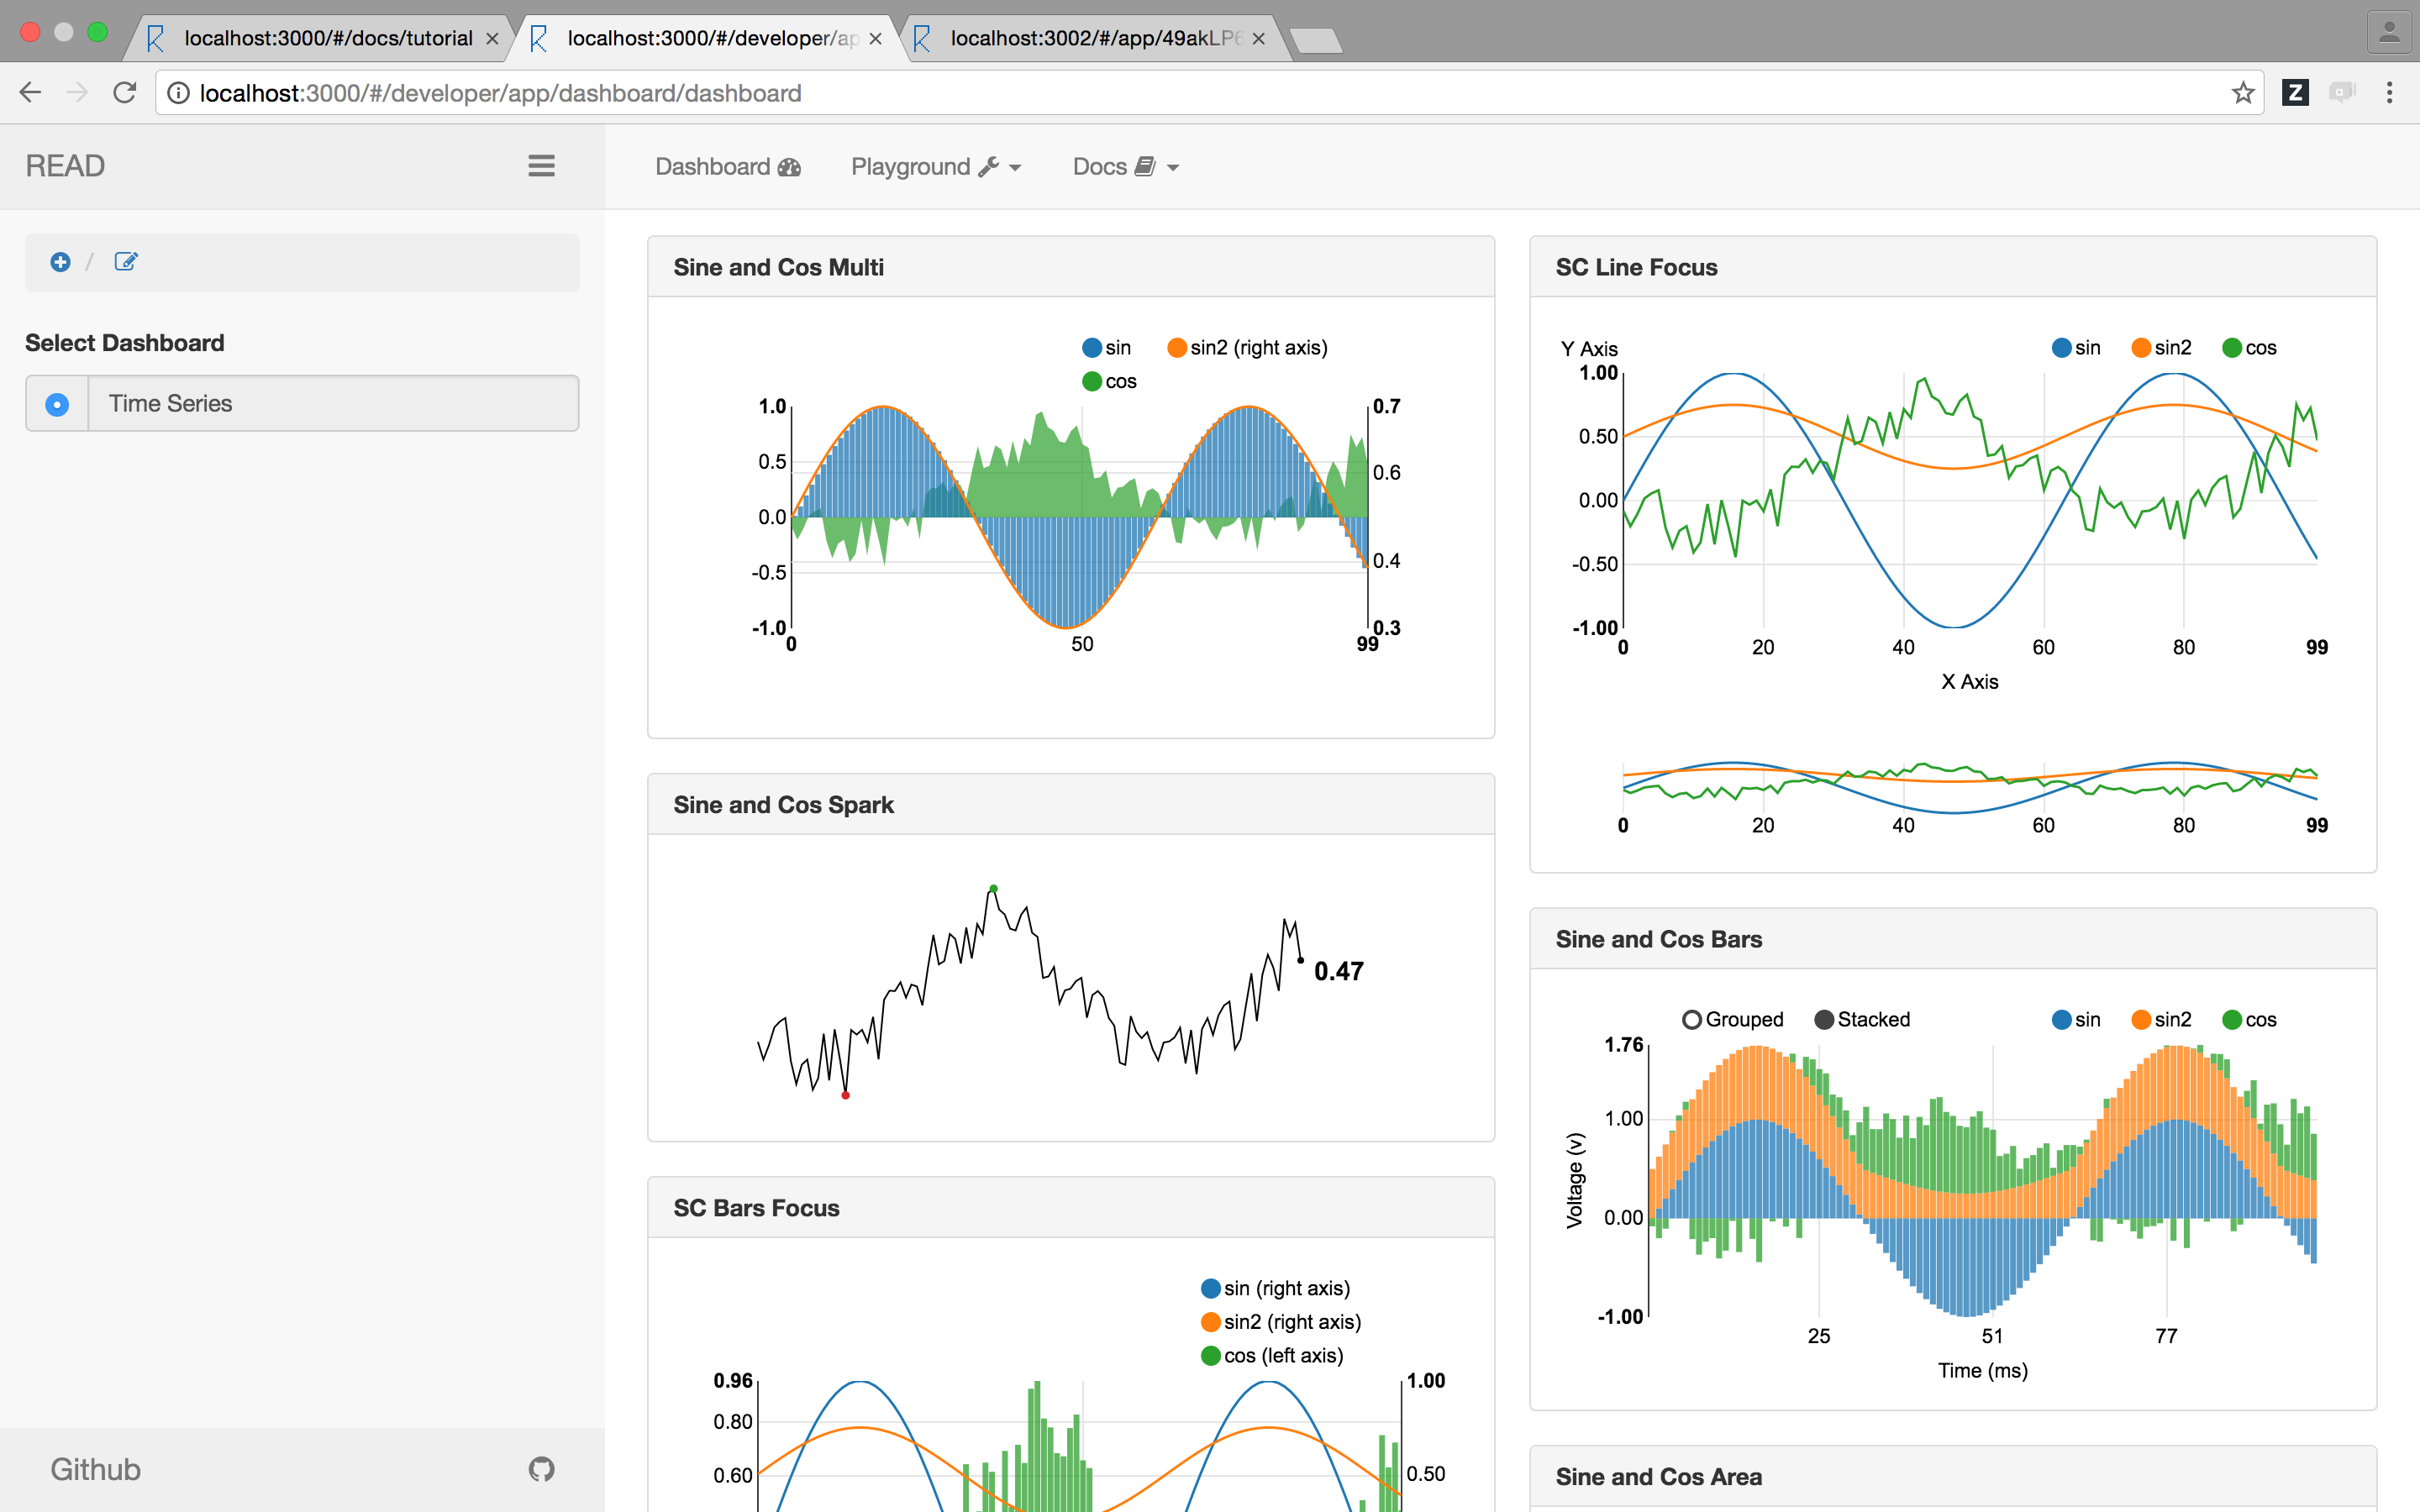 localhost:3000/#/docs/tutorial
localhost:3000/#/developer/ap
localhost:3002/#/app/49akLP6
localhost:3000/#/developer/app/dashboard/dashboard
READ
Dashboard
Playground
Docs
/
Select Dashboard
Time Series
Github
Sine and Cos Multi
sin
sin2 (right axis)
cos
1.0
0.5
0.0
-0.5
-1.0
0.7
0.6
0.4
0.3
0
50
99
Sine and Cos Spark
0.47
SC Bars Focus
sin (right axis)
sin2 (right axis)
cos (left axis)
0.96
0.80
0.60
1.00
0.50
SC Line Focus
Y Axis
sin
sin2
cos
1.00
0.50
0.00
-0.50
-1.00
0
20
40
60
80
99
X Axis
0
20
40
60
80
99
Sine and Cos Bars
Grouped
Stacked
sin
sin2
cos
1.76
1.00
0.00
-1.00
Voltage (v)
25
51
77
Time (ms)
Sine and Cos Area